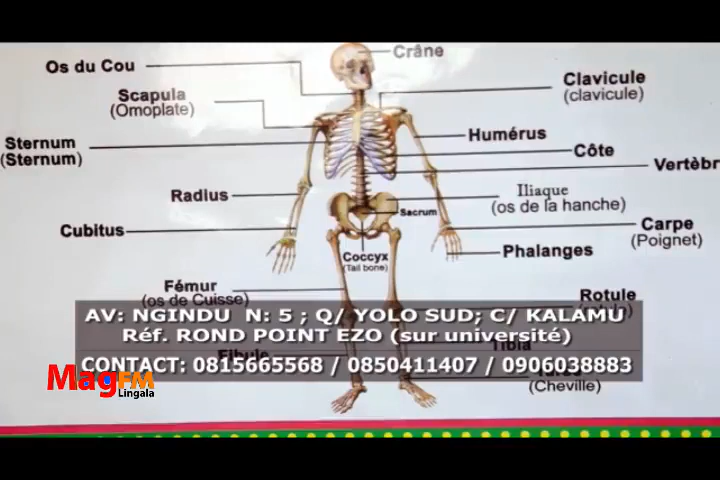 Crâne
Os du Cou
Clavicule
(clavicule)
Scapula
(Omoplate)
Sternum
(Sternum)
Humérus
Côte
Vertèbr
Radius
Iliaque
(os de la hanche)
Sacrum
Cubitus
Carpe
(Poignet)
Phalanges
Coccyx
(Tail bone)
Fémur
(os de Cuisse)
Rotule
AV: NGINDU N: 5 ; Q/ YOLO SUD; C/ KALAMU
Réf. ROND POINT EZO (sur université)
Fibule
Tibia
CONTACT: 0815665568 / 0850411407 / 0906038883
(Cheville)
MagFM
Lingala